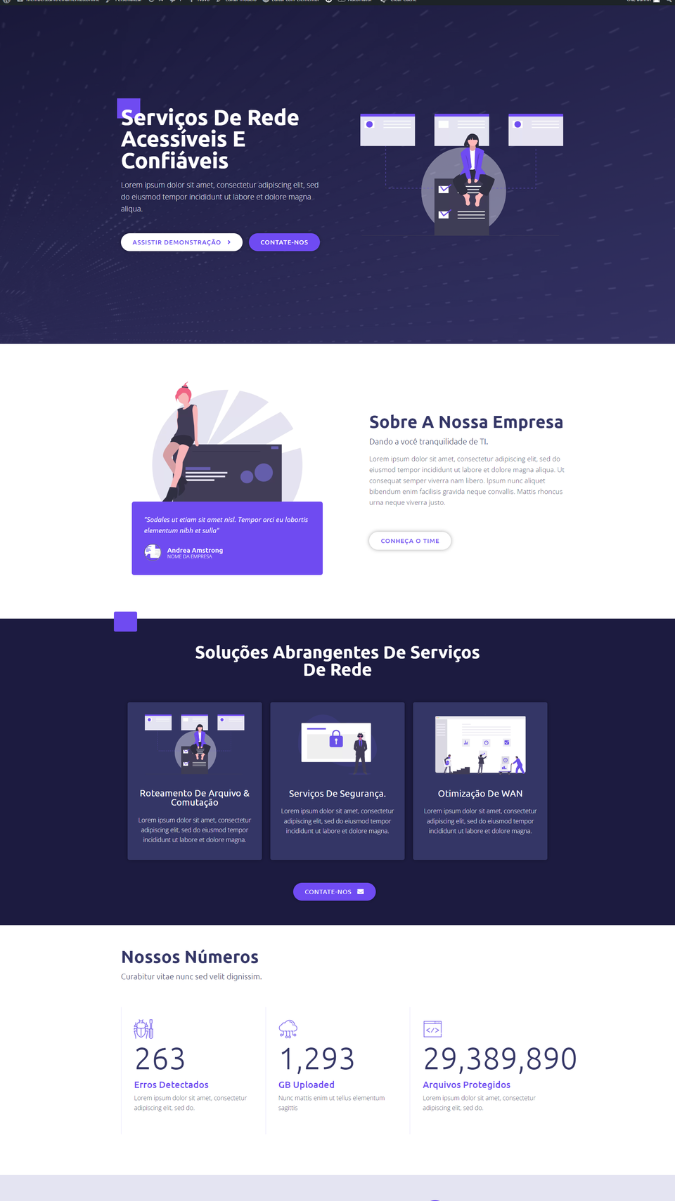 Serviços De Rede
Acessíveis E
Confiáveis
Lorem ipsum dolor sit amet, consectetur adipiscing elit, sed
do eiusmod tempor incididunt ut labore et dolore magna
aliqua.
ASSISTIR DEMONSTRAÇÃO
CONTATE-NOS
Sobre A Nossa Empresa
Dando a você tranquilidade de TI.
Lorem ipsum dolor sit amet, consectetur adipiscing elit, sed do
eiusmod tempor incididunt ut labore et dolore magna aliqua. Ut
consequat semper viverra nam libero. Ipsum nunc aliquet
bibendum enim facilisis gravida neque convallis. Mattis rhoncus
urna neque viverra justo.
CONHEÇA O TIME
"Sodales ut etiam sit amet nisl. Tempor orci eu lobortis
elementum nibh et sulla"
Andrea Amstrong
NOME DA EMPRESA
Soluções Abrangentes De Serviços
De Rede
Roteamento De Arquivo &
Comutação
Lorem ipsum dolor sit amet, consectetur
adipiscing elit, sed do eiusmod tempor
incididunt ut labore et dolore magna.
Serviços De Segurança.
Lorem ipsum dolor sit amet, consectetur
adipiscing elit, sed do eiusmod tempor
incididunt ut labore et dolore magna.
Otimização De WAN
Lorem ipsum dolor sit amet, consectetur
adipiscing elit, sed do eiusmod tempor
incididunt ut labore et dolore magna.
CONTATE-NOS
Nossos Números
Curabitur vitae nunc sed velit dignissim.
263
Erros Detectados
Lorem ipsum dolor sit amet, consectetur
adipiscing elit, sed do.
1,293
GB Uploaded
Nunc mattis enim ut tellus elementum
sagittis
29,389,890
Arquivos Protegidos
Lorem ipsum dolor sit amet, consectetur
adipiscing elit, sed do.